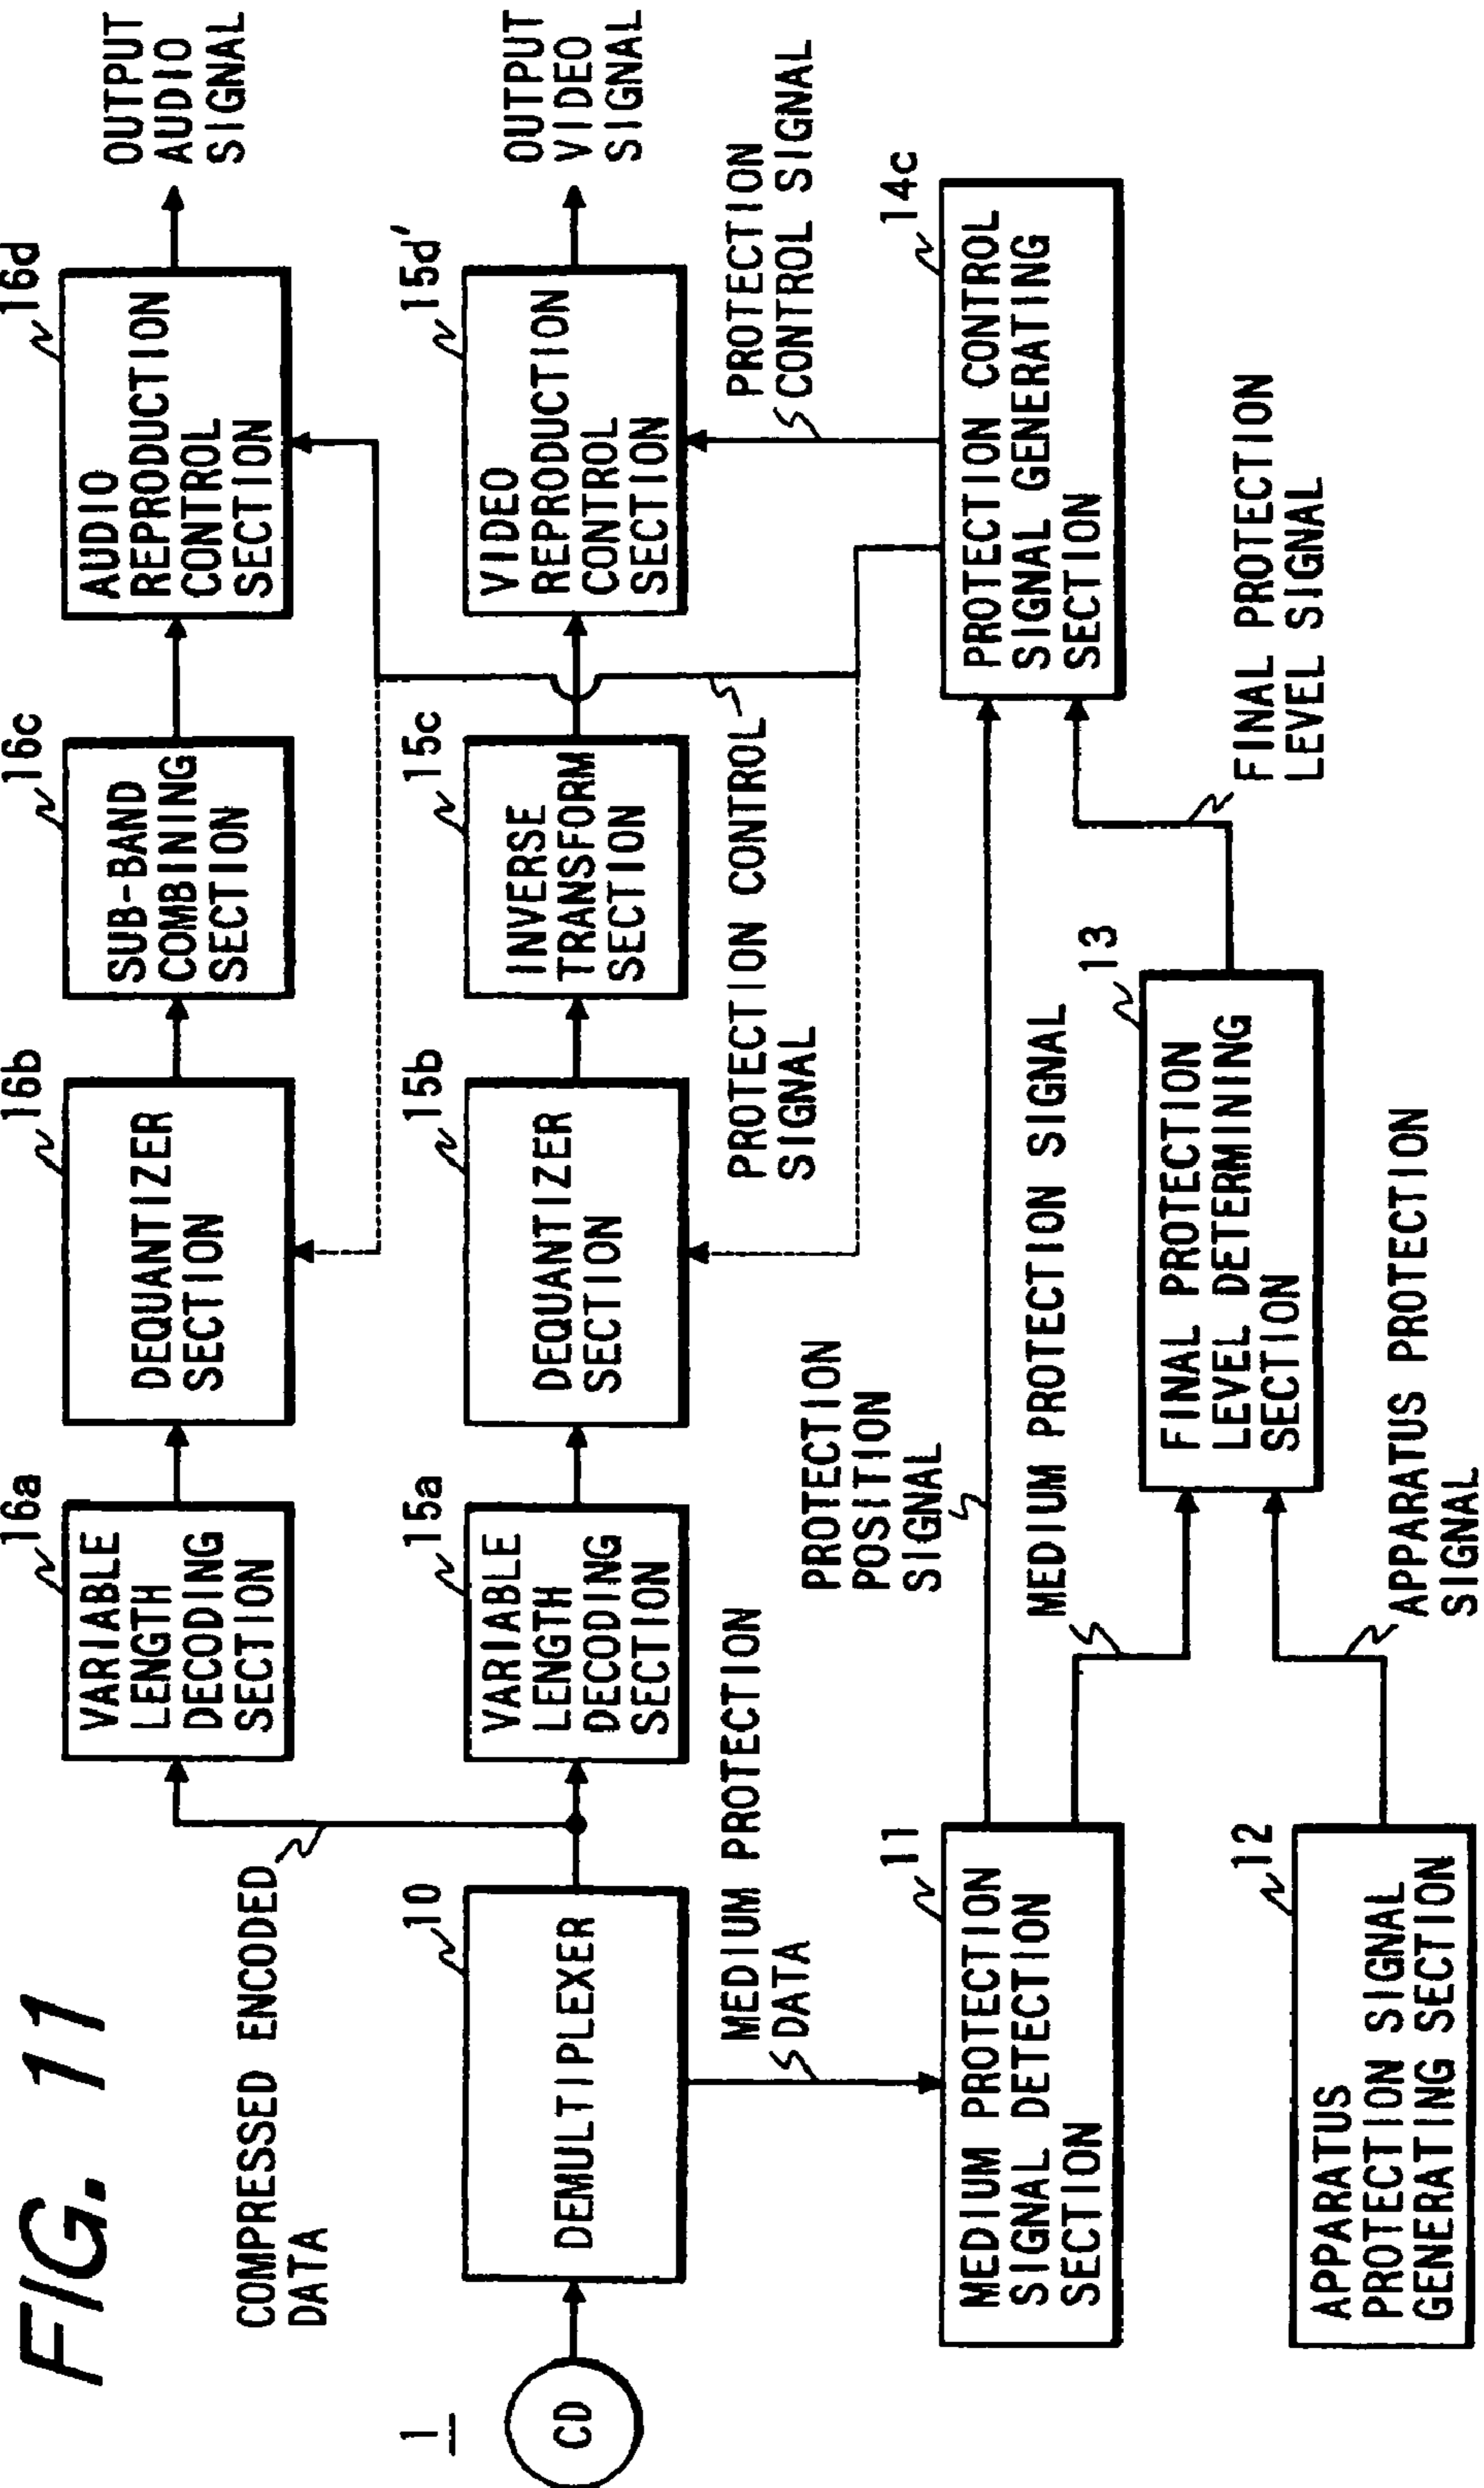 FIG. 11
COMPRESSED ENCODED
DATA
16a
VARIABLE
LENGTH
DECODING
SECTION
16b
DEQUANTIZER
SECTION
16c
SUB-BAND
COMBINING
SECTION
16d
AUDIO
REPRODUCTION
CONTROL
SECTION
OUTPUT
AUDIO
SIGNAL
1
CD
10
DEMULTIPLEXER
15a
VARIABLE
LENGTH
DECODING
SECTION
15b
DEQUANTIZER
SECTION
15c
INVERSE
TRANSFORM
SECTION
15d'
VIDEO
REPRODUCTION
CONTROL
SECTION
OUTPUT
VIDEO
SIGNAL
MEDIUM PROTECTION
DATA
PROTECTION CONTROL
SIGNAL
PROTECTION
CONTROL SIGNAL
PROTECTION
POSITION
SIGNAL
11
MEDIUM PROTECTION
SIGNAL DETECTION
SECTION
14c
PROTECTION CONTROL
SIGNAL GENERATING
SECTION
MEDIUM PROTECTION SIGNAL
13
FINAL PROTECTION
LEVEL DETERMINING
SECTION
FINAL PROTECTION
LEVEL SIGNAL
12
APPARATUS
PROTECTION SIGNAL
GENERATING SECTION
APPARATUS PROTECTION
SIGNAL